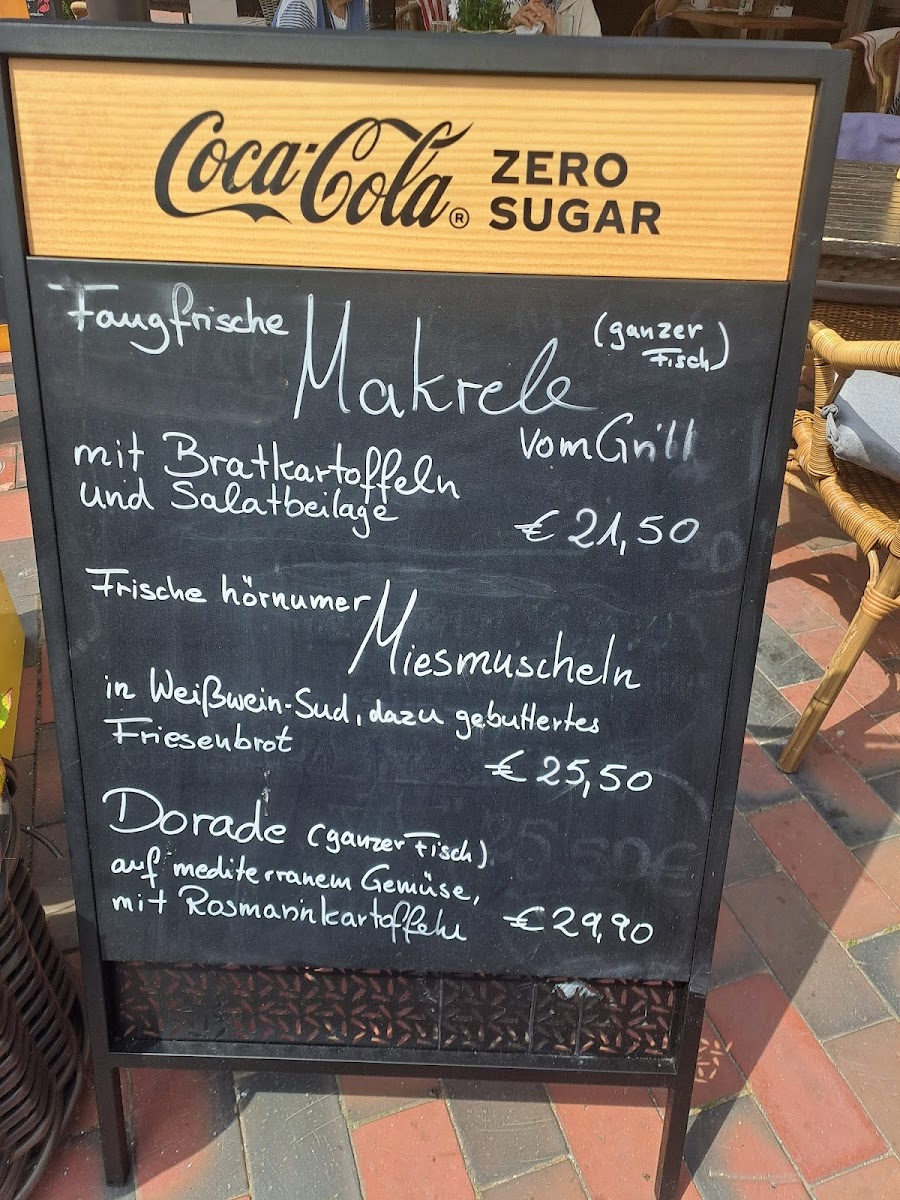 Coca-Cola® ZERO
SUGAR
Fangfrische
Makrele
(ganzer
Fisch)
vom Grill
mit Bratkartoffeln
und Salatbeilage
€ 21,50
Frische hörnumer
Miesmuscheln
in Weißwein-Sud, dazu gebuttertes
Friesenbrot
€ 25,50
Dorade (ganzer Fisch)
auf mediterranem Gemüse,
mit Rosmarinkartoffeln € 29,90